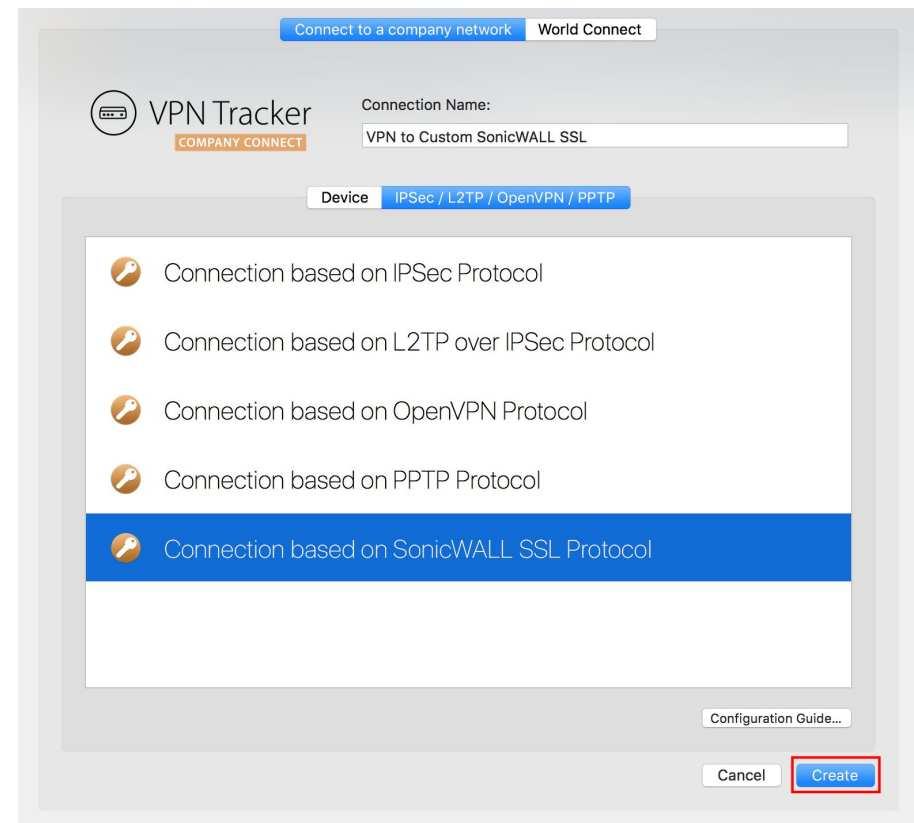 Connect to a company network World Connect
VPN Tracker
COMPANY CONNECT
Connection Name:
VPN to Custom SonicWALL SSL
Device IPSec / L2TP / OpenVPN / PPTP
Connection based on IPSec Protocol
Connection based on L2TP over IPSec Protocol
Connection based on OpenVPN Protocol
Connection based on PPTP Protocol
Connection based on SonicWALL SSL Protocol
Configuration Guide...
Cancel Create